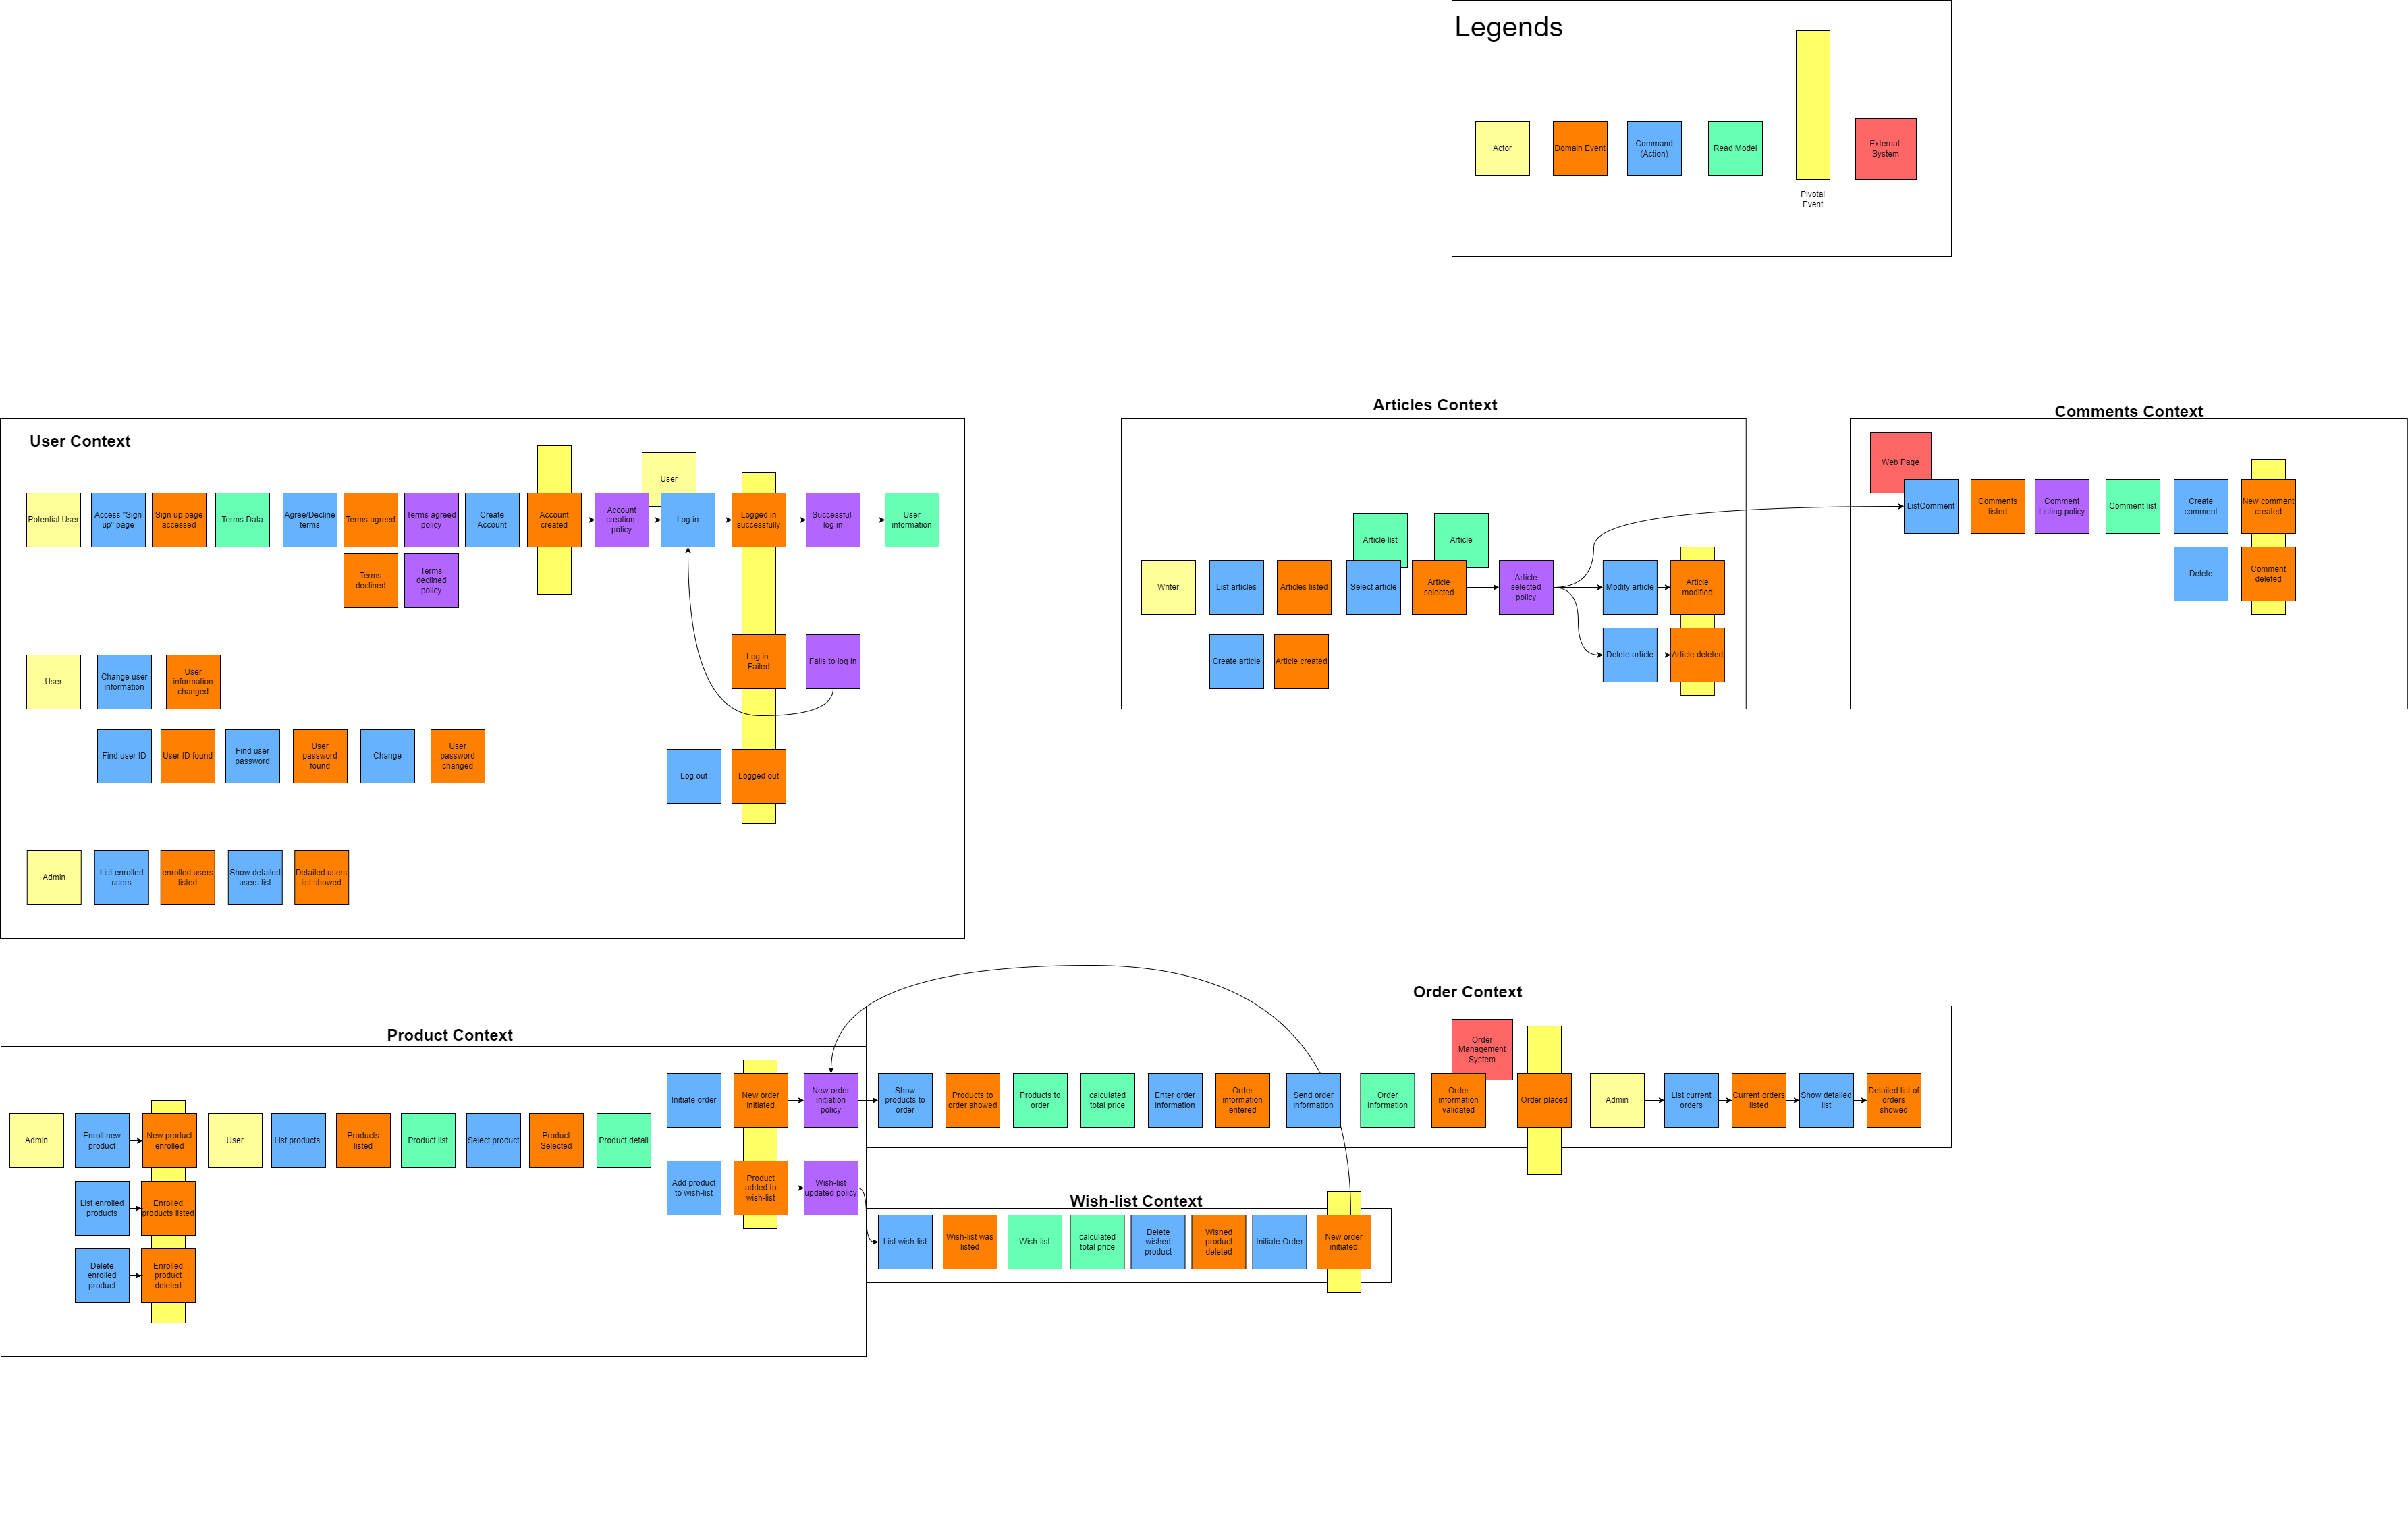 Legends
Actor
Domain Event
Command
(Action)
Read Model
External
System
Pivotal
Event
User Context
User
Potential User
Access "Sign
up" page
Sign up page
accessed
Terms Data
Agree/Decline
terms
Terms agreed
Terms agreed
policy
Create
Account
Account
created
Account
creation
policy
Log in
Logged in
successfully
Successful
log in
User
information
Terms
declined
Terms
declined
policy
Log in
Failed
Fails to log in
User
Change user
information
User
information
changed
Find user ID
User ID found
Find user
password
User
password
found
Change
User
password
changed
Log out
Logged out
Admin
List enrolled
users
enrolled users
listed
Show detailed
users list
Detailed users
list showed
Articles Context
Article list
Article
Writer
List articles
Articles listed
Select article
Article
selected
Article
selected
policy
Modify article
Article
modified
Create article
Article created
Delete article
Article deleted
Comments Context
Web Page
ListComment
Comments
listed
Comment
Listing policy
Comment list
Create
comment
New comment
created
Delete
Comment
deleted
Product Context
Admin
Enroll new
product
New product
enrolled
User
List products
Products
listed
Product list
Select product
Product
Selected
Product detail
Initiate order
New order
initiated
New order
initiation
policy
List enrolled
products
Enrolled
products listed
Add product
to wish-list
Product
added to
wish-list
Wish-list
updated policy
Delete
enrolled
product
Enrolled
product
deleted
Order Context
Order
Management
System
Show
products to
order
Products to
order showed
Products to
order
calculated
total price
Enter order
information
Order
information
entered
Send order
information
Order
Information
Order
information
validated
Order placed
Admin
List current
orders
Current orders
listed
Show detailed
list
Detailed list of
orders
showed
Wish-list Context
List wish-list
Wish-list was
listed
Wish-list
calculated
total price
Delete
wished
product
Wished
product
deleted
Initiate Order
New order
initiated